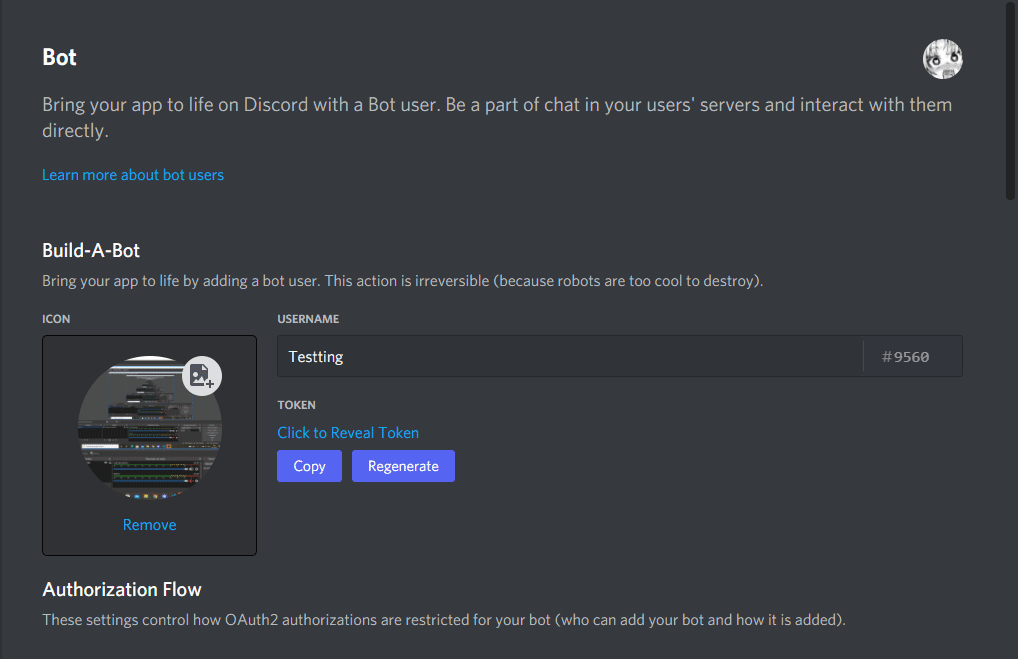 Bot
Bring your app to life on Discord with a Bot user. Be a part of chat in your users' servers and interact with them
directly.
Learn more about bot users
Build-A-Bot
Bring your app to life by adding a bot user. This action is irreversible (because robots are too cool to destroy).
ICON
USERNAME
Testting
#9560
TOKEN
Click to Reveal Token
Copy
Regenerate
Remove
Authorization Flow
These settings control how OAuth2 authorizations are restricted for your bot (who can add your bot and how it is added).